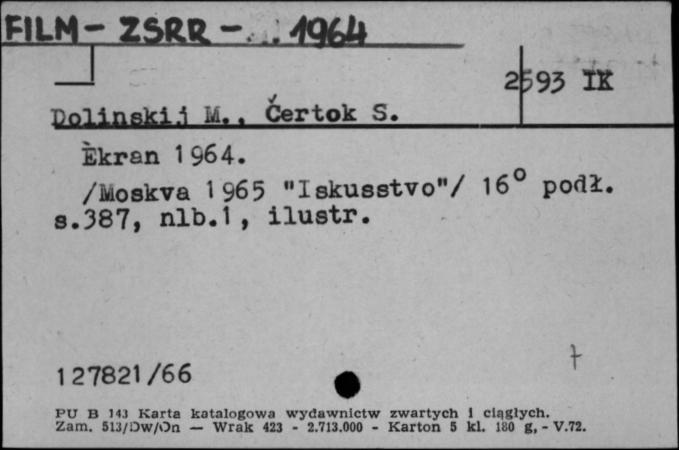 FILM - ZSRR - ... 1964
2593 IK
Dolinskij M., Čertok S.
Èkran 1964.
/Moskva 1965 "Iskusstvo"/ 16° podł.
s.387, nlb.1, ilustr.
7
127821/66
PU B 143 Karta katalogowa wydawnictw zwartych i ciągłych.
Zam. 513/Dw/On — Wrak 423 - 2.713.000 - Karton 5 kl. 180 g, - V.72.